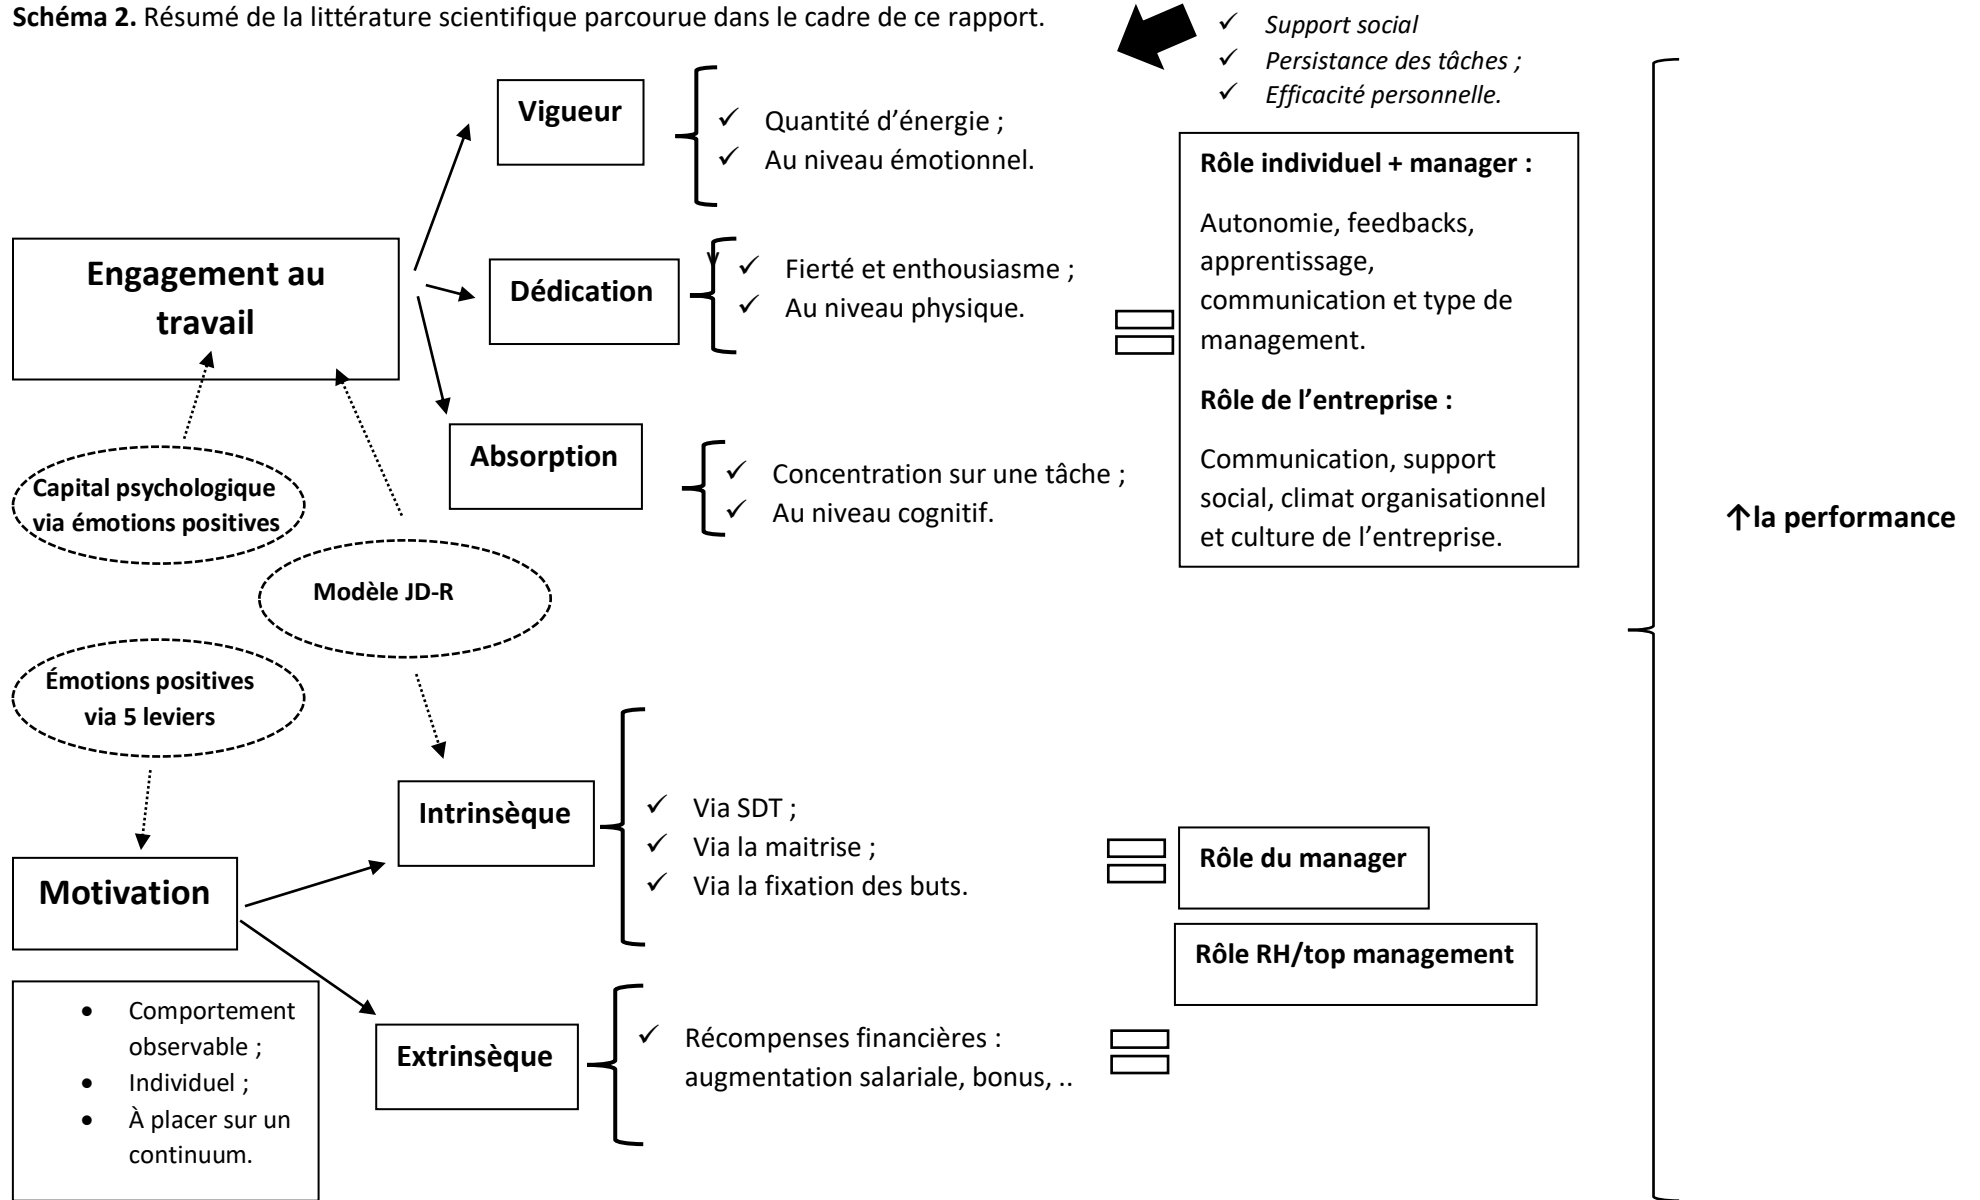 Schéma 2. Résumé de la littérature scientifique parcourue dans le cadre de ce rapport.
✓ Support social
✓ Persistance des tâches ;
✓ Efficacité personnelle.
Vigueur
✓ Quantité d’énergie ;
✓ Au niveau émotionnel.
Engagement au
travail
Dédication
✓ Fierté et enthousiasme ;
✓ Au niveau physique.
Absorption
✓ Concentration sur une tâche ;
✓ Au niveau cognitif.
Rôle individuel + manager :
Autonomie, feedbacks,
apprentissage,
communication et type de
management.
Rôle de l’entreprise :
Communication, support
social, climat organisationnel
et culture de l’entreprise.
↑la performance
Capital psychologique
via émotions positives
Modèle JD-R
Émotions positives
via 5 leviers
Motivation
Intrinsèque
✓ Via SDT ;
✓ Via la maitrise ;
✓ Via la fixation des buts.
Rôle du manager
Rôle RH/top management
• Comportement
observable ;
• Individuel ;
• À placer sur un
continuum.
Extrinsèque
✓ Récompenses financières :
augmentation salariale, bonus, ..